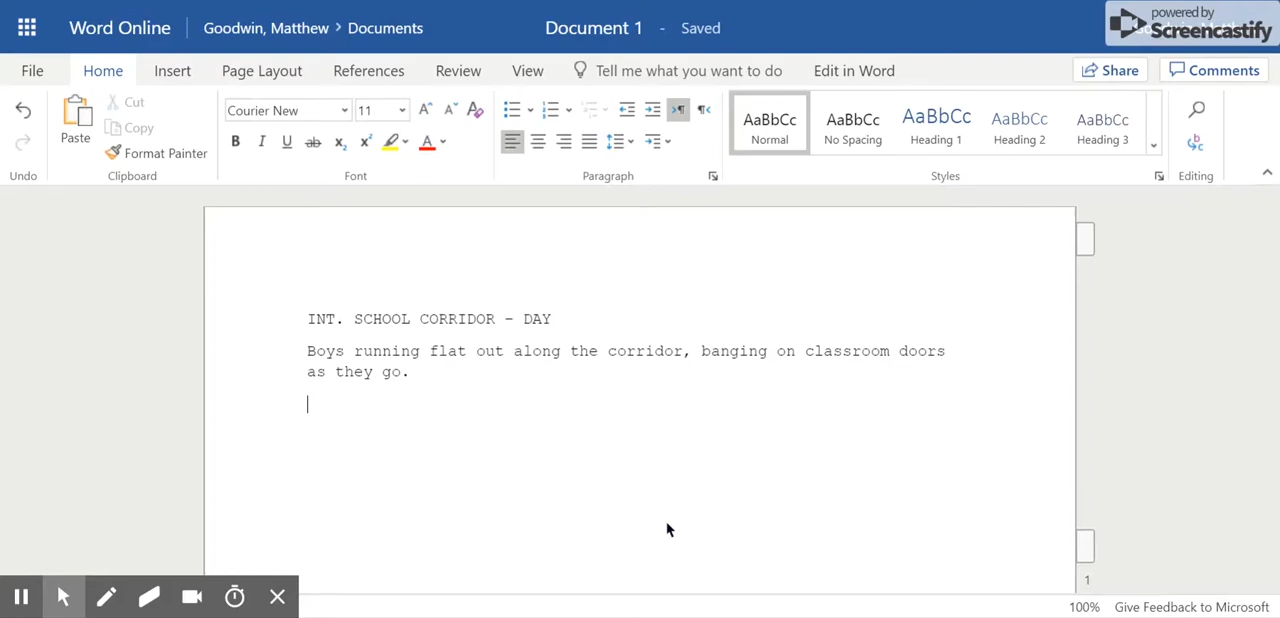 Word Online Goodwin, Matthew > Documents Document 1 - Saved
powered by
Screencastify
File Home Insert Page Layout References Review View Tell me what you want to do Edit in Word Share Comments
Paste Cut Copy Format Painter
Courier New 11
AaBbCc AaBbCc AaBbCc AaBbCc AaBbCc
Normal No Spacing Heading 1 Heading 2 Heading 3
Undo Clipboard Font Paragraph Styles Editing
INT. SCHOOL CORRIDOR – DAY
Boys running flat out along the corridor, banging on classroom doors
as they go.
1
100% Give Feedback to Microsoft